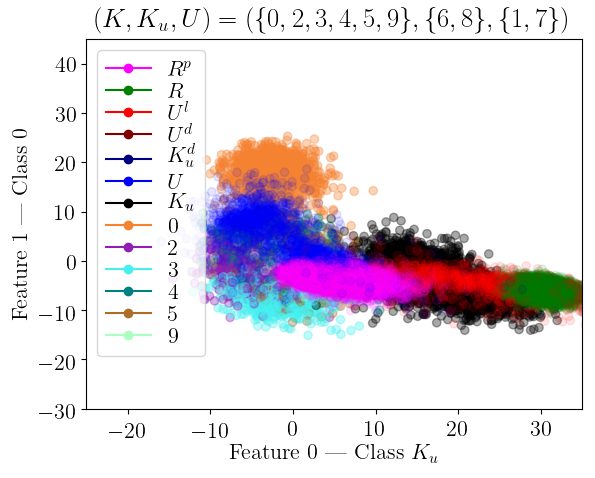 (K, K_u, U) = ({0, 2, 3, 4, 5, 9}, {6, 8}, {1, 7})
Feature 1 — Class 0
40
30
20
10
0
−10
−20
−30
R^p
R
U^l
U^d
K_u^d
U
K_u
0
2
3
4
5
9
−20 −10 0 10 20 30
Feature 0 — Class K_u